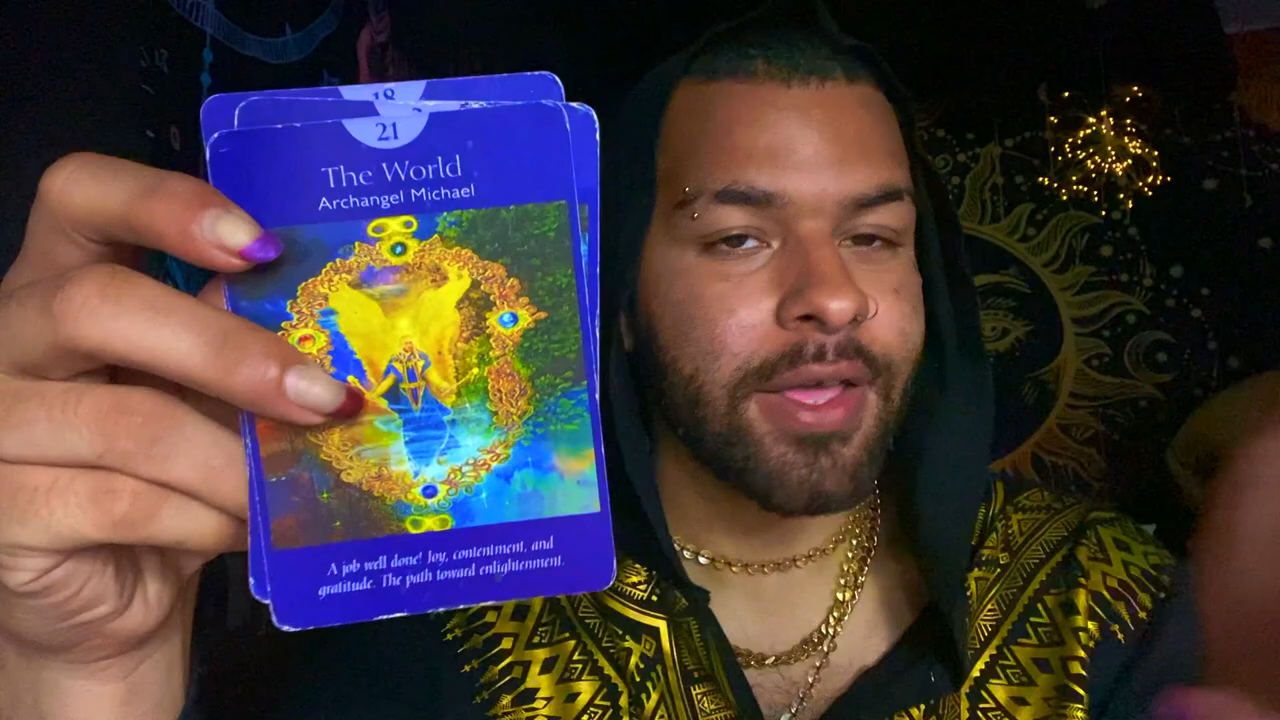 18
21
The World
Archangel Michael
A job well done! Joy, contentment, and
gratitude. The path toward enlightenment.